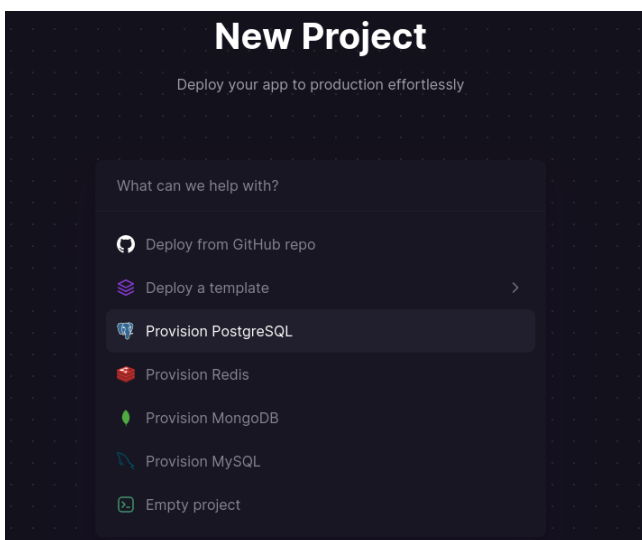 New Project
Deploy your app to production effortlessly
What can we help with?
Deploy from GitHub repo
Deploy a template
Provision PostgreSQL
Provision Redis
Provision MongoDB
Provision MySQL
Empty project